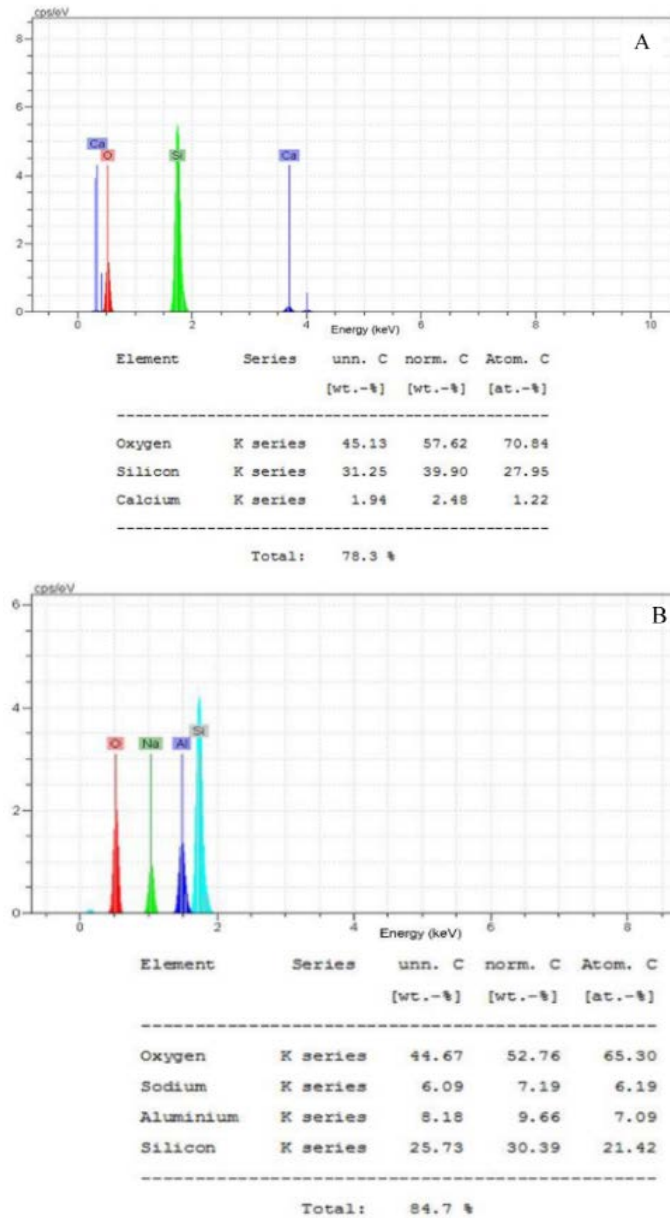 cps/eV
A
8
6
4
2
0
Ca
O
Si
Ca
0 2 4 6 8 10
Energy (keV)
Element Series unn. C norm. C Atom. C
[wt.-%] [wt.-%] [at.-%]
Oxygen K series 45.13 57.62 70.84
Silicon K series 31.25 39.90 27.95
Calcium K series 1.94 2.48 1.22
Total: 78.3 %
cps/eV
B
6
4
2
0
O Na Al Si
0 2 4 6 8
Energy (keV)
Element Series unn. C norm. C Atom. C
[wt.-%] [wt.-%] [at.-%]
Oxygen K series 44.67 52.76 65.30
Sodium K series 6.09 7.19 6.19
Aluminium K series 8.18 9.66 7.09
Silicon K series 25.73 30.39 21.42
Total: 84.7 %